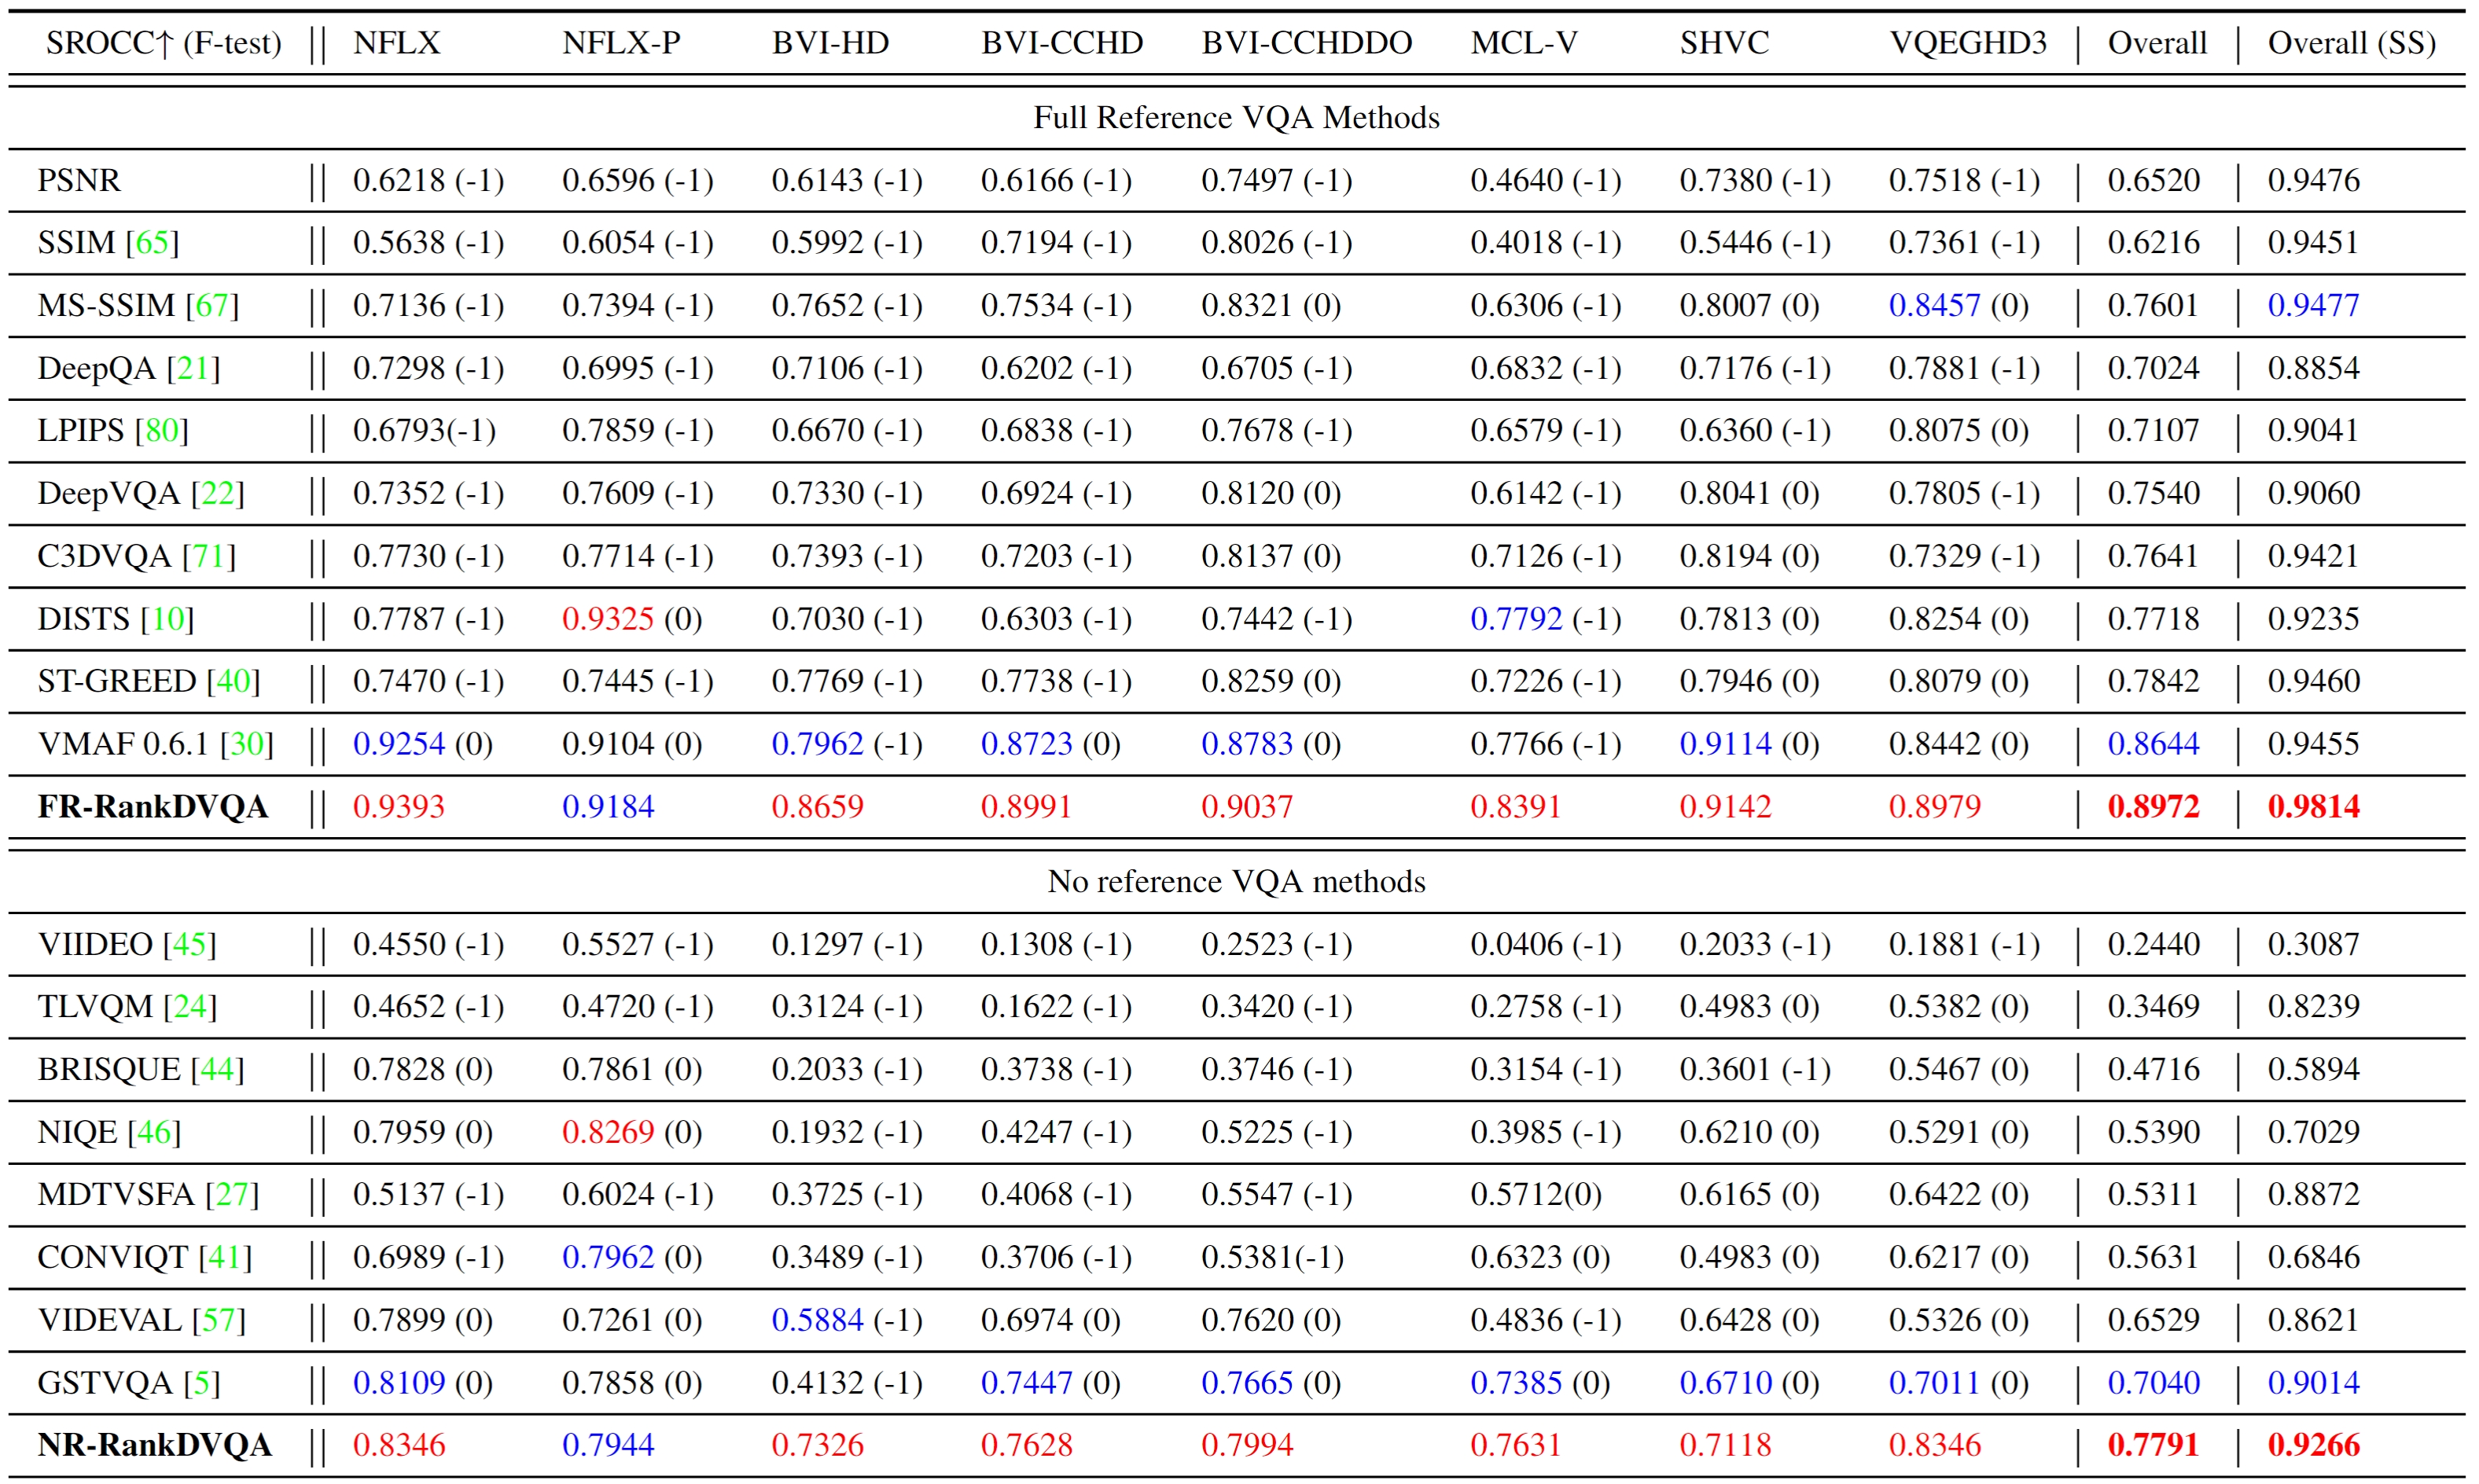 SROCC↑ (F-test) || NFLX NFLX-P BVI-HD BVI-CCHD BVI-CCHDDO MCL-V SHVC VQEGHD3 | Overall | Overall (SS)
Full Reference VQA Methods
PSNR || 0.6218 (-1) 0.6596 (-1) 0.6143 (-1) 0.6166 (-1) 0.7497 (-1) 0.4640 (-1) 0.7380 (-1) 0.7518 (-1) | 0.6520 | 0.9476
SSIM [65] || 0.5638 (-1) 0.6054 (-1) 0.5992 (-1) 0.7194 (-1) 0.8026 (-1) 0.4018 (-1) 0.5446 (-1) 0.7361 (-1) | 0.6216 | 0.9451
MS-SSIM [67] || 0.7136 (-1) 0.7394 (-1) 0.7652 (-1) 0.7534 (-1) 0.8321 (0) 0.6306 (-1) 0.8007 (0) 0.8457 (0) | 0.7601 | 0.9477
DeepQA [21] || 0.7298 (-1) 0.6995 (-1) 0.7106 (-1) 0.6202 (-1) 0.6705 (-1) 0.6832 (-1) 0.7176 (-1) 0.7881 (-1) | 0.7024 | 0.8854
LPIPS [80] || 0.6793(-1) 0.7859 (-1) 0.6670 (-1) 0.6838 (-1) 0.7678 (-1) 0.6579 (-1) 0.6360 (-1) 0.8075 (0) | 0.7107 | 0.9041
DeepVQA [22] || 0.7352 (-1) 0.7609 (-1) 0.7330 (-1) 0.6924 (-1) 0.8120 (0) 0.6142 (-1) 0.8041 (0) 0.7805 (-1) | 0.7540 | 0.9060
C3DVQA [71] || 0.7730 (-1) 0.7714 (-1) 0.7393 (-1) 0.7203 (-1) 0.8137 (0) 0.7126 (-1) 0.8194 (0) 0.7329 (-1) | 0.7641 | 0.9421
DISTS [10] || 0.7787 (-1) 0.9325 (0) 0.7030 (-1) 0.6303 (-1) 0.7442 (-1) 0.7792 (-1) 0.7813 (0) 0.8254 (0) | 0.7718 | 0.9235
ST-GREED [40] || 0.7470 (-1) 0.7445 (-1) 0.7769 (-1) 0.7738 (-1) 0.8259 (0) 0.7226 (-1) 0.7946 (0) 0.8079 (0) | 0.7842 | 0.9460
VMAF 0.6.1 [30] || 0.9254 (0) 0.9104 (0) 0.7962 (-1) 0.8723 (0) 0.8783 (0) 0.7766 (-1) 0.9114 (0) 0.8442 (0) | 0.8644 | 0.9455
FR-RankDVQA || 0.9393 0.9184 0.8659 0.8991 0.9037 0.8391 0.9142 0.8979 | 0.8972 | 0.9814
No reference VQA methods
VIIDEO [45] || 0.4550 (-1) 0.5527 (-1) 0.1297 (-1) 0.1308 (-1) 0.2523 (-1) 0.0406 (-1) 0.2033 (-1) 0.1881 (-1) | 0.2440 | 0.3087
TLVQM [24] || 0.4652 (-1) 0.4720 (-1) 0.3124 (-1) 0.1622 (-1) 0.3420 (-1) 0.2758 (-1) 0.4983 (0) 0.5382 (0) | 0.3469 | 0.8239
BRISQUE [44] || 0.7828 (0) 0.7861 (0) 0.2033 (-1) 0.3738 (-1) 0.3746 (-1) 0.3154 (-1) 0.3601 (-1) 0.5467 (0) | 0.4716 | 0.5894
NIQE [46] || 0.7959 (0) 0.8269 (0) 0.1932 (-1) 0.4247 (-1) 0.5225 (-1) 0.3985 (-1) 0.6210 (0) 0.5291 (0) | 0.5390 | 0.7029
MDTVSFA [27] || 0.5137 (-1) 0.6024 (-1) 0.3725 (-1) 0.4068 (-1) 0.5547 (-1) 0.5712(0) 0.6165 (0) 0.6422 (0) | 0.5311 | 0.8872
CONVIQT [41] || 0.6989 (-1) 0.7962 (0) 0.3489 (-1) 0.3706 (-1) 0.5381(-1) 0.6323 (0) 0.4983 (0) 0.6217 (0) | 0.5631 | 0.6846
VIDEVAL [57] || 0.7899 (0) 0.7261 (0) 0.5884 (-1) 0.6974 (0) 0.7620 (0) 0.4836 (-1) 0.6428 (0) 0.5326 (0) | 0.6529 | 0.8621
GSTVQA [5] || 0.8109 (0) 0.7858 (0) 0.4132 (-1) 0.7447 (0) 0.7665 (0) 0.7385 (0) 0.6710 (0) 0.7011 (0) | 0.7040 | 0.9014
NR-RankDVQA || 0.8346 0.7944 0.7326 0.7628 0.7994 0.7631 0.7118 0.8346 | 0.7791 | 0.9266